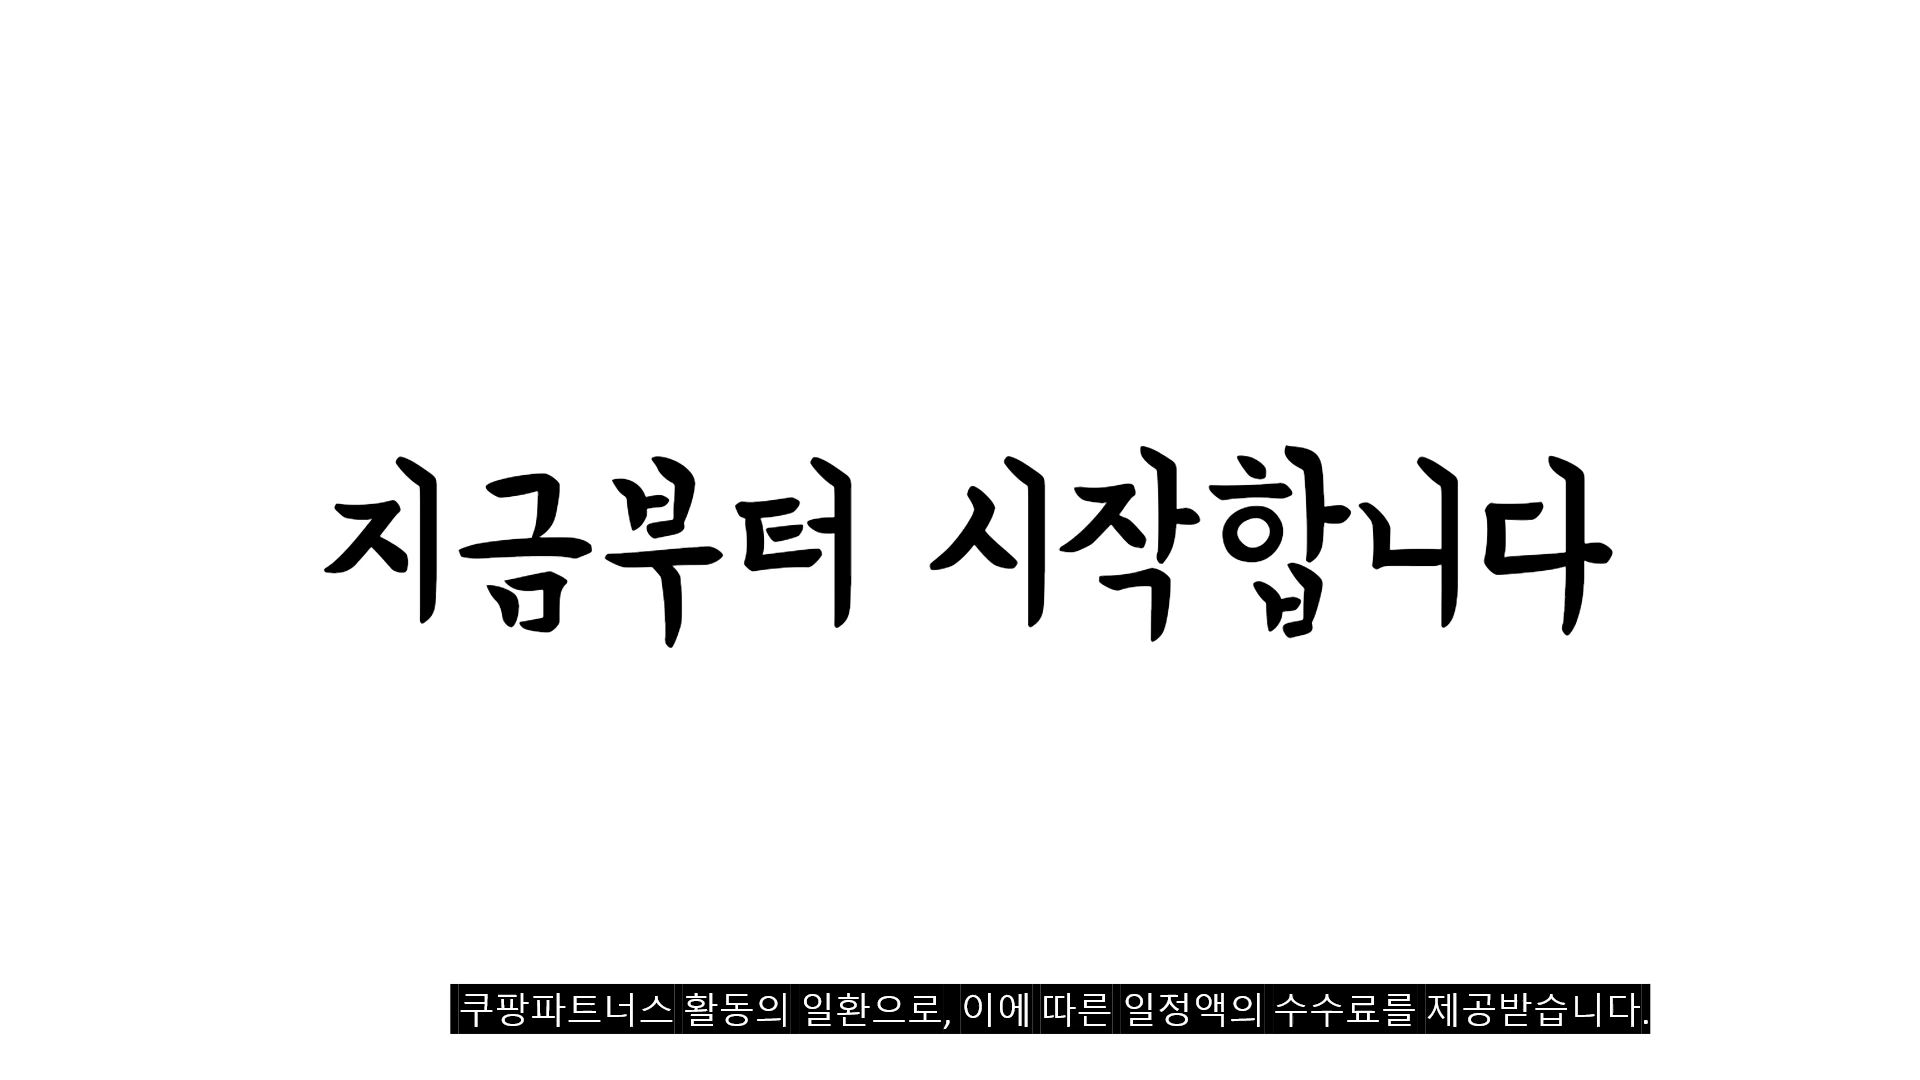 지금부터 시작합니다
쿠팡파트너스 활동의 일환으로, 이에 따른 일정액의 수수료를 제공받습니다.